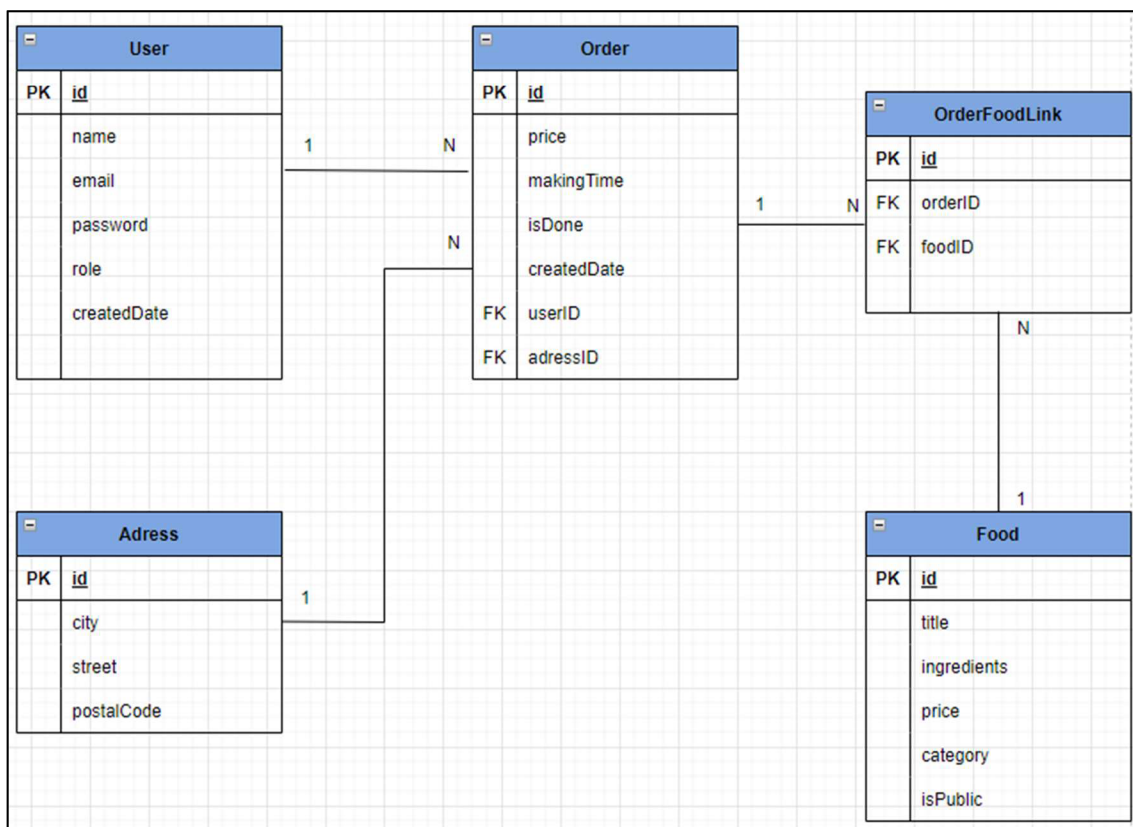 User
PK id
name
email
password
role
createdDate
1
N
Order
PK id
price
makingTime
isDone
createdDate
FK userID
FK adressID
N
1
N
OrderFoodLink
PK id
FK orderID
FK foodID
N
1
Adress
PK id
city
street
postalCode
1
Food
PK id
title
ingredients
price
category
isPublic